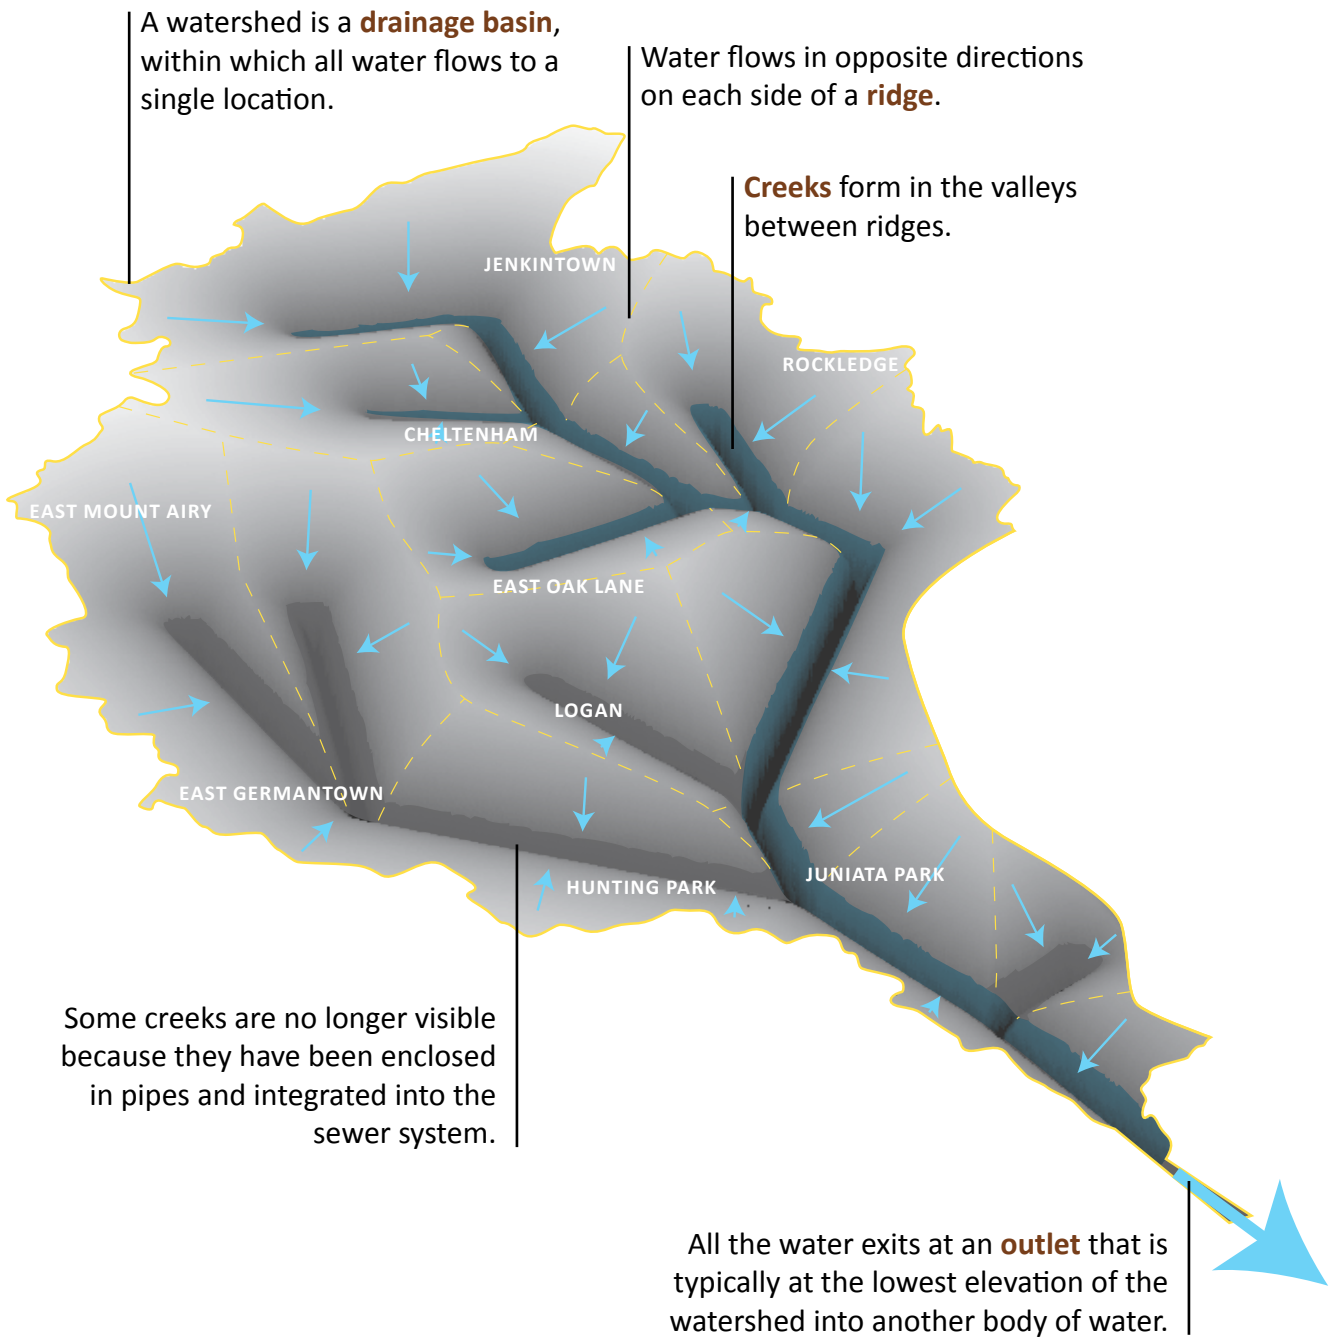 A watershed is a drainage basin,
within which all water flows to a
single location.
Water flows in opposite directions
on each side of a ridge.
Creeks form in the valleys
between ridges.
JENKINTOWN
ROCKLEDGE
CHELTENHAM
EAST MOUNT AIRY
EAST OAK LANE
LOGAN
EAST GERMANTOWN
HUNTING PARK
JUNIATA PARK
Some creeks are no longer visible
because they have been enclosed
in pipes and integrated into the
sewer system.
All the water exits at an outlet that is
typically at the lowest elevation of the
watershed into another body of water.